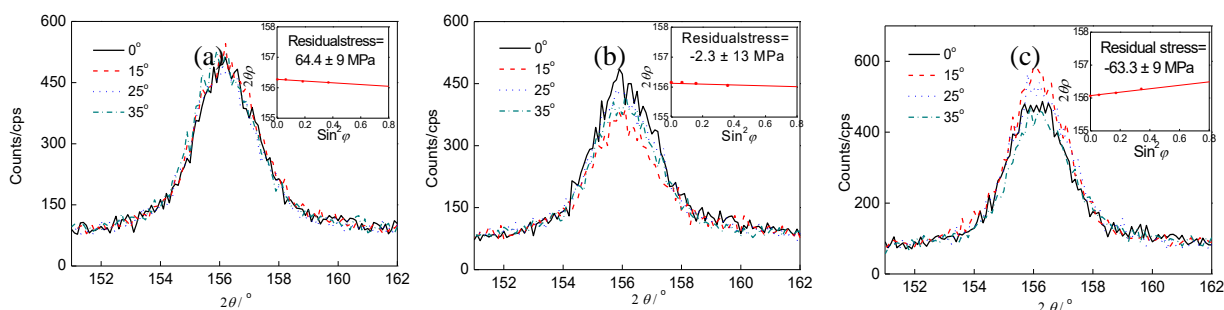 600
450
300
150
0
Counts/cps
152 154 156 158 160 162
2θ/°
(a)
0°
15°
25°
35°
158
157
156
155
2θφ
Residualstress=
64.4 ± 9 MPa
0.0 0.2 0.4 0.6 0.8
Sin²φ
600
450
300
150
0
Counts/cps
152 154 156 158 160 162
2θ/°
(b)
0°
15°
25°
35°
158
157
156
155
2θρ
Residualstress=
-2.3 ± 13 MPa
0.0 0.2 0.4 0.6 0.8
Sin²φ
600
400
200
0
Counts/cps
152 154 156 158 160 162
2θ/°
(c)
0°
15°
25°
35°
158
157
156
155
2θρ
Residual stress=
-63.3 ± 9 MPa
0.0 0.2 0.4 0.6 0.8
Sin²φ